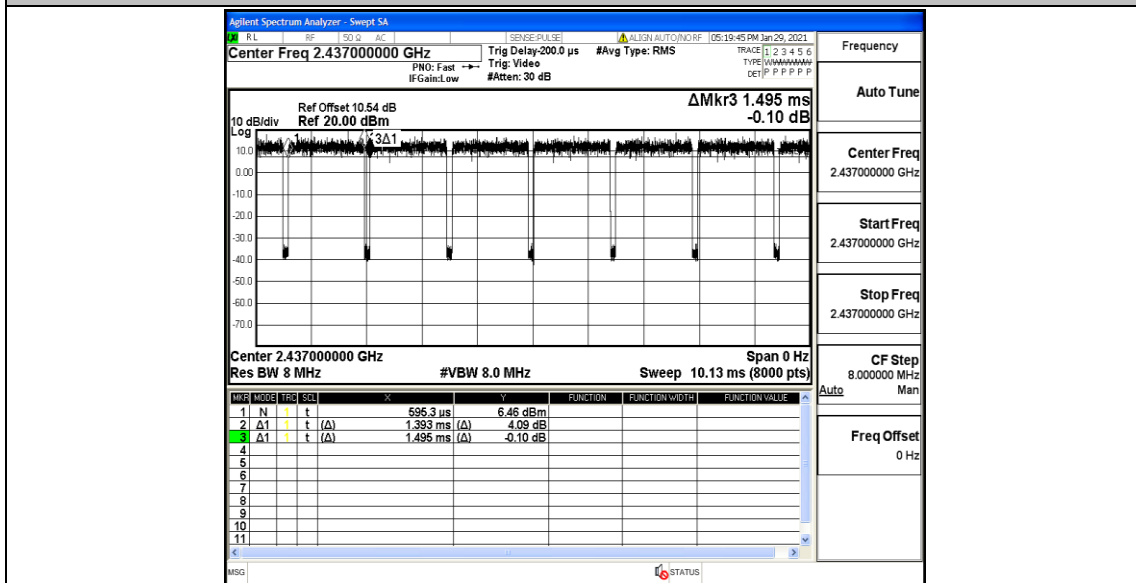 Agilent Spectrum Analyzer - Swept SA
RL RF 50 Ω AC SENSE:PULSE ALIGN AUTO/NO RF 05:19:45 PM Jan 29, 2021
Center Freq 2.437000000 GHz
PNO: Fast
IFGain:Low
Trig Delay-200.0 µs
Trig: Video
#Atten: 30 dB
#Avg Type: RMS
TRACE 1 2 3 4 5 6
TYPE WWWWWW
DET P P P P P P
Ref Offset 10.54 dB
10 dB/div Ref 20.00 dBm
ΔMkr3 1.495 ms
-0.10 dB
Log
1
3Δ1
10.0
0.00
-10.0
-20.0
-30.0
-40.0
-50.0
-60.0
-70.0
Center 2.437000000 GHz Span 0 Hz
Res BW 8 MHz #VBW 8.0 MHz Sweep 10.13 ms (8000 pts)
MKR MODE TRC SCL X Y FUNCTION FUNCTION WIDTH FUNCTION VALUE
1 N 1 t 595.3 µs 6.46 dBm
2 Δ1 1 t (Δ) 1.393 ms (Δ) 4.09 dB
3 Δ1 1 t (Δ) 1.495 ms (Δ) -0.10 dB
4
5
6
7
8
9
10
11
MSG STATUS
Frequency
Auto Tune
Center Freq
2.437000000 GHz
Start Freq
2.437000000 GHz
Stop Freq
2.437000000 GHz
CF Step
8.000000 MHz
Auto Man
Freq Offset
0 Hz